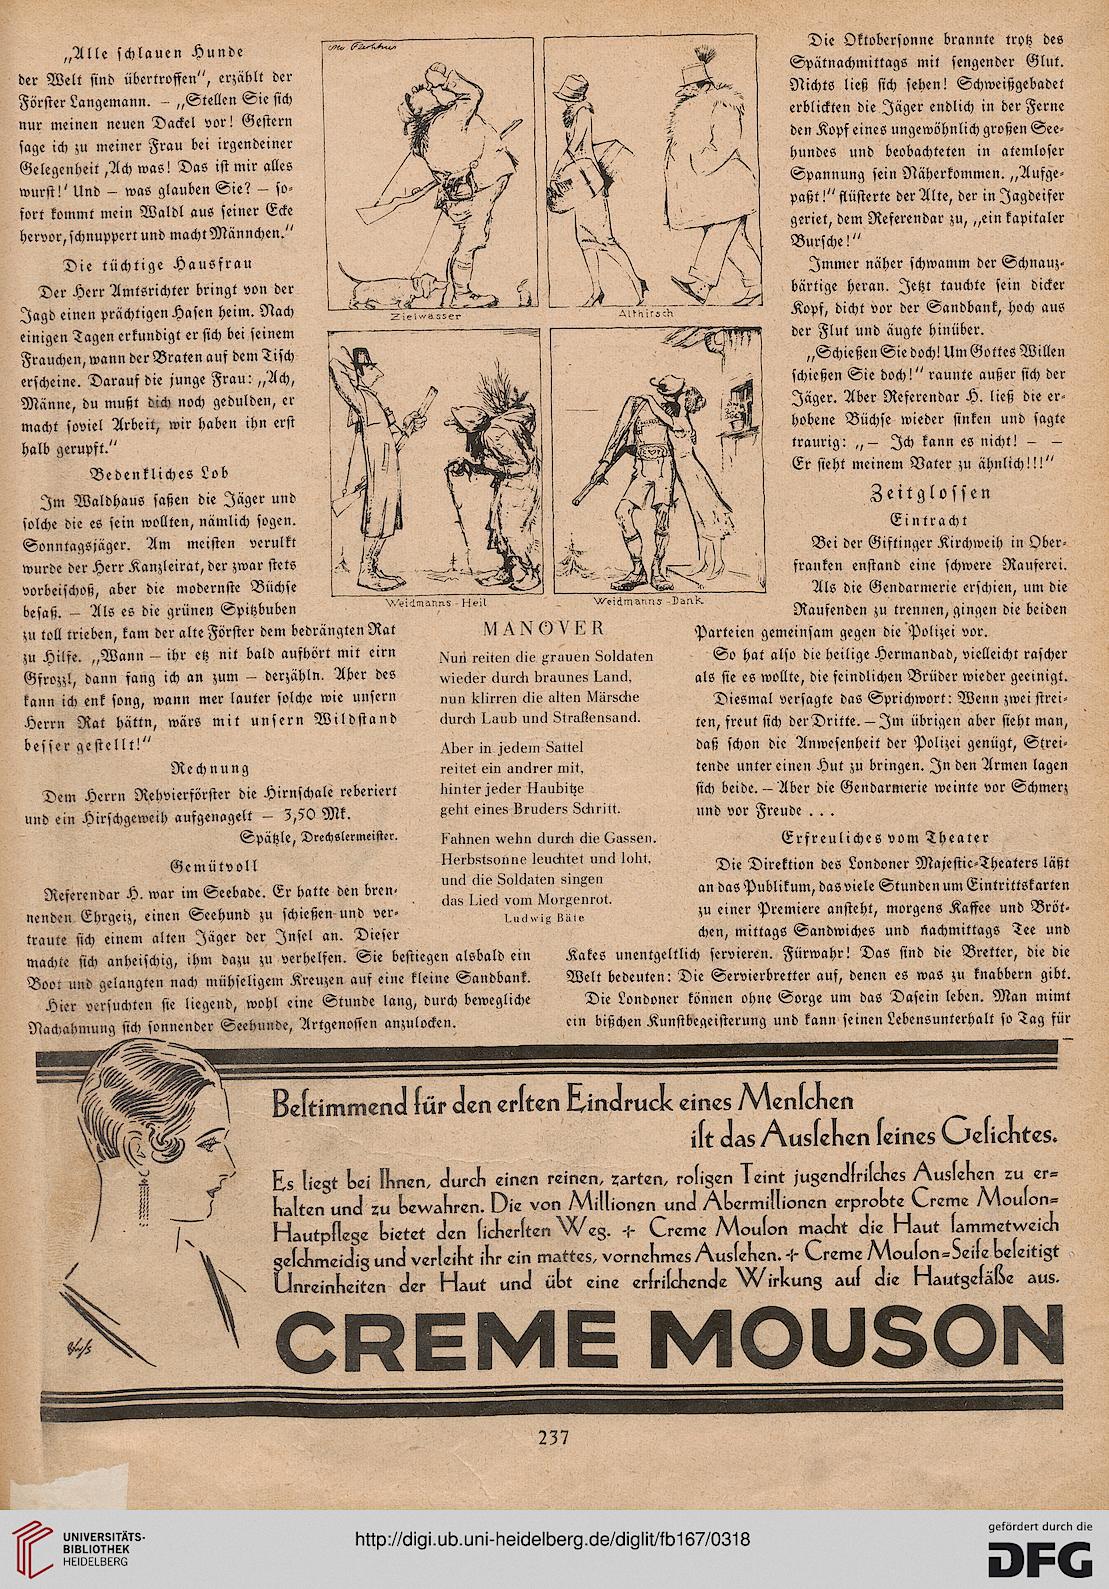 „Alle schlauen Hunde
der Welt sind übertroffen", erzählt der
Förster Langemann. – „Stellen Sie sich
nur meinen neuen Dackel vor! Gestern
sage ich zu meiner Frau bei irgendeiner
Gelegenheit ‚Ach was! Das ist mir alles
wurst!' Und – was glauben Sie? – so-
fort kommt mein Waldl aus seiner Ecke
hervor, schnuppert und macht Männchen."
Die tüchtige Hausfrau
Der Herr Amtsrichter bringt von der
Jagd einen prächtigen Hasen heim. Nach
einigen Tagen erkundigt er sich bei seinem
Frauchen, wann der Braten auf dem Tisch
erscheine. Darauf die junge Frau: „Ach,
Männe, du mußt dich noch gedulden, er
macht soviel Arbeit, wir haben ihn erst
halb gerupft."
Bedenkliches Lob
Im Waldhaus saßen die Jäger und
solche die es sein wollten, nämlich sogen.
Sonntagsjäger. Am meisten verulkt
wurde der Herr Kanzleirat, der zwar stets
vorbeischoß, aber die modernste Büchse
besaß. – Als es die grünen Spitzbuben
zu toll trieben, kam der alte Förster dem bedrängten Rat
zu Hilfe. „Wann – ihr etz nit bald aufhört mit eirn
Gfrozzl, dann fang ich an zum – derzähln. Aber des
kann ich enk song, wann mer lauter solche wie unsern
Herrn Rat hättn, wärs mit unsern Wildstand
besser gestellt!"
Rechnung
Dem Herrn Rehvierförster die Hirnschale reberiert
und ein Hirschgeweih aufgenagelt – 3,50 Mk.
Spätzle, Drechslermeister.
Gemütvoll
Referendar H. war im Seebade. Er hatte den bren-
nenden Ehrgeiz, einen Seehund zu schießen und ver-
traute sich einem alten Jäger der Insel an. Dieser
machte sich anheischig, ihm dazu zu verhelfen. Sie bestiegen alsbald ein
Boot und gelangten nach mühseligem Kreuzen auf eine kleine Sandbank.
Hier versuchten sie liegend, wohl eine Stunde lang, durch bewegliche
Nachahmung sich sonnender Seehunde, Artgenossen anzulocken.
Zielwasser
Althirsch
Weidmanns-Heil
Weidmanns-Dank
MANÖVER
Nun reiten die grauen Soldaten
wieder durch braunes Land,
nun klirren die alten Märsche
durch Laub und Straßensand.
Aber in jedem Sattel
reitet ein andrer mit,
hinter jeder Haubitze
geht eines Bruders Schritt.
Fahnen wehn durch die Gassen.
Herbstsonne leuchtet und loht,
und die Soldaten singen
das Lied vom Morgenrot.
Ludwig Bäte
Die Oktobersonne brannte trotz des
Spätnachmittags mit sengender Glut.
Nichts ließ sich sehen! Schweißgebadet
erblickten die Jäger endlich in der Ferne
den Kopf eines ungewöhnlich großen See-
hundes und beobachteten in atemloser
Spannung sein Näherkommen. „Aufge-
paßt!" flüsterte der Alte, der in Jagdeifer
geriet, dem Referendar zu, „ein kapitaler
Bursche!"
Immer näher schwamm der Schnauz-
bärtige heran. Jetzt tauchte sein dicker
Kopf, dicht vor der Sandbank, hoch aus
der Flut und äugte hinüber.
„Schießen Sie doch! Um Gottes Willen
schießen Sie doch!" raunte außer sich der
Jäger. Aber Referendar H. ließ die er-
hobene Büchse wieder sinken und sagte
traurig: „– Ich kann es nicht! – –
Er sieht meinem Vater zu ähnlich!!!"
Zeitglossen
Eintracht
Bei der Giftinger Kirchweih in Ober-
franken enstand eine schwere Rauferei.
Als die Gendarmerie erschien, um die
Raufenden zu trennen, gingen die beiden
Parteien gemeinsam gegen die Polizei vor.
So hat also die heilige Hermandad, vielleicht rascher
als sie es wollte, die feindlichen Brüder wieder geeinigt.
Diesmal versagte das Sprichwort: Wenn zwei strei-
ten, freut sich der Dritte. – Im übrigen aber sieht man,
daß schon die Anwesenheit der Polizei genügt, Strei-
tende unter einen Hut zu bringen. In den Armen lagen
sich beide. – Aber die Gendarmerie weinte vor Schmerz
und vor Freude . . .
Erfreuliches vom Theater
Die Direktion des Londoner Majestic-Theaters läßt
an das Publikum, das viele Stunden um Eintrittskarten
zu einer Premiere ansteht, morgens Kaffee und Bröt-
chen, mittags Sandwiches und nachmittags Tee und
Kakes unentgeltlich servieren. Fürwahr! Das sind die Bretter, die die
Welt bedeuten: Die Servierbretter auf, denen es was zu knabbern gibt.
Die Londoner können ohne Sorge um das Dasein leben. Man mimt
ein bißchen Kunstbegeisterung und kann seinen Lebensunterhalt so Tag für
Bestimmend für den ersten Eindruck eines Menschen
ist das Aussehen seines Gesichtes.
Es liegt bei Ihnen, durch einen reinen, zarten, rosigen Teint jugendfrisches Aussehen zu er-
halten und zu bewahren. Die von Millionen und Abermillionen erprobte Creme Mouson-
Hautpflege bietet den sichersten Weg. + Creme Mouson macht die Haut sammetweich
geschmeidig und verleiht ihr ein mattes, vornehmes Aussehen. + Creme Mouson-Seife beseitigt
Unreinheiten der Haut und übt eine erfrischende Wirkung auf die Hautgefäße aus.
CREME MOUSON
237
UNIVERSITÄTS-
BIBLIOTHEK
HEIDELBERG
http://digi.ub.uni-heidelberg.de/diglit/fb167/0318
gefördert durch die
DFG